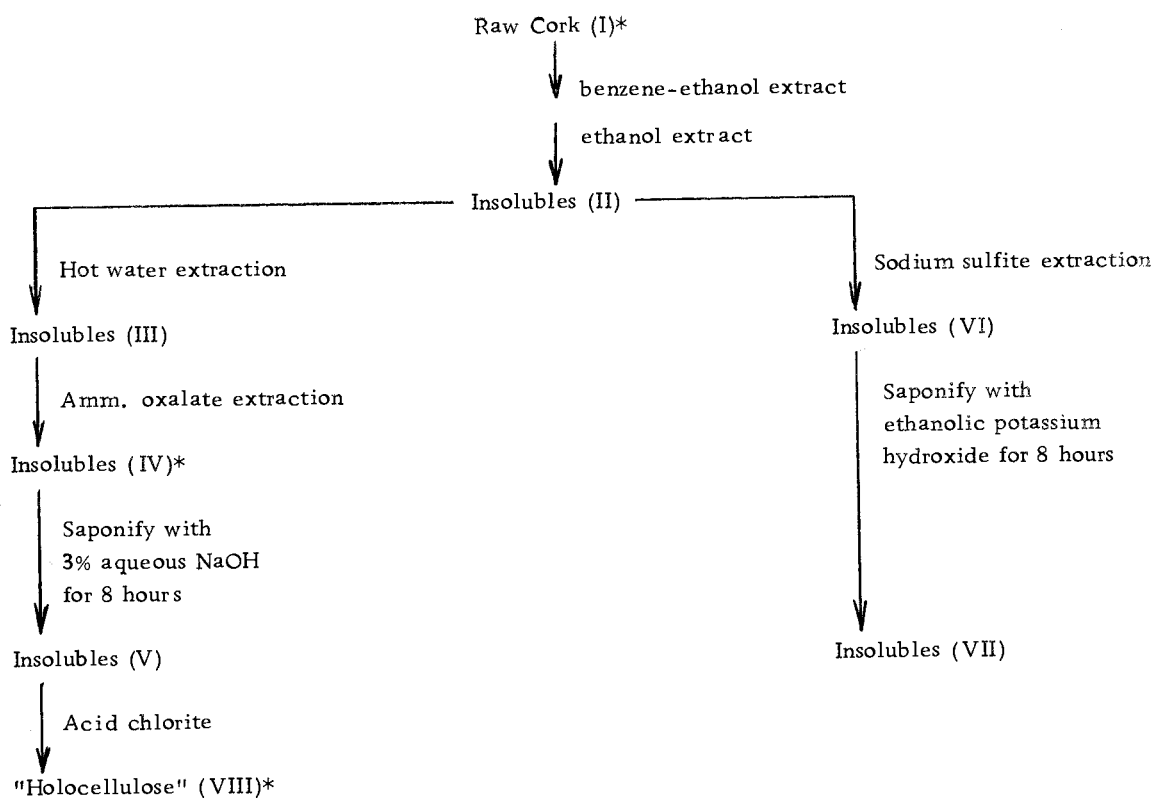 Raw Cork (I)*
benzene-ethanol extract
ethanol extract
Insolubles (II)
Hot water extraction
Sodium sulfite extraction
Insolubles (III)
Insolubles (VI)
Amm. oxalate extraction
Saponify with
ethanolic potassium
hydroxide for 8 hours
Insolubles (IV)*
Saponify with
3% aqueous NaOH
for 8 hours
Insolubles (V)
Insolubles (VII)
Acid chlorite
"Holocellulose" (VIII)*